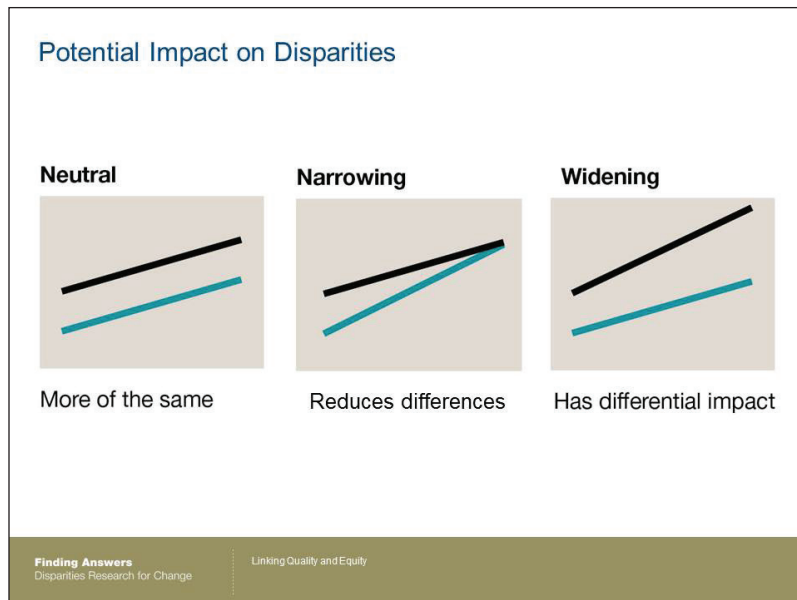 Potential Impact on Disparities
Neutral
Narrowing
Widening
More of the same
Reduces differences
Has differential impact
Finding Answers
Disparities Research for Change
Linking Quality and Equity